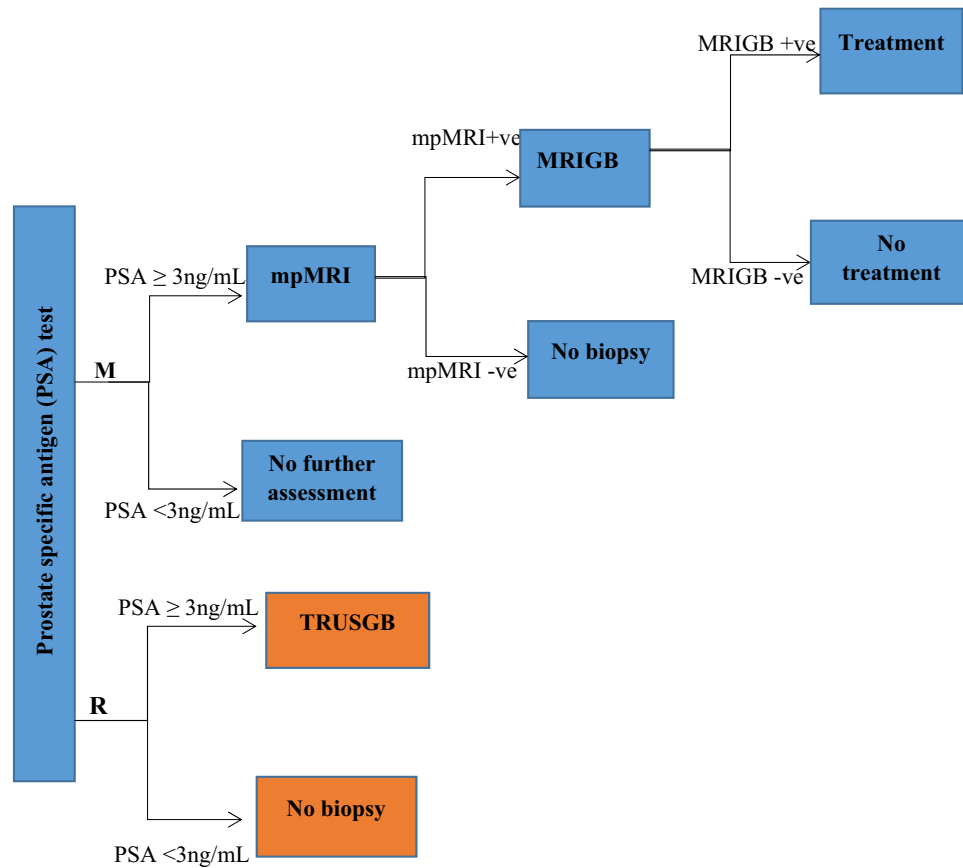 Prostate specific antigen (PSA) test
M
PSA ≥ 3ng/mL
mpMRI
mpMRI+ve
MRIGB
MRIGB +ve
Treatment
MRIGB -ve
No
treatment
mpMRI -ve
No biopsy
PSA <3ng/mL
No further
assessment
R
PSA ≥ 3ng/mL
TRUSGB
PSA <3ng/mL
No biopsy